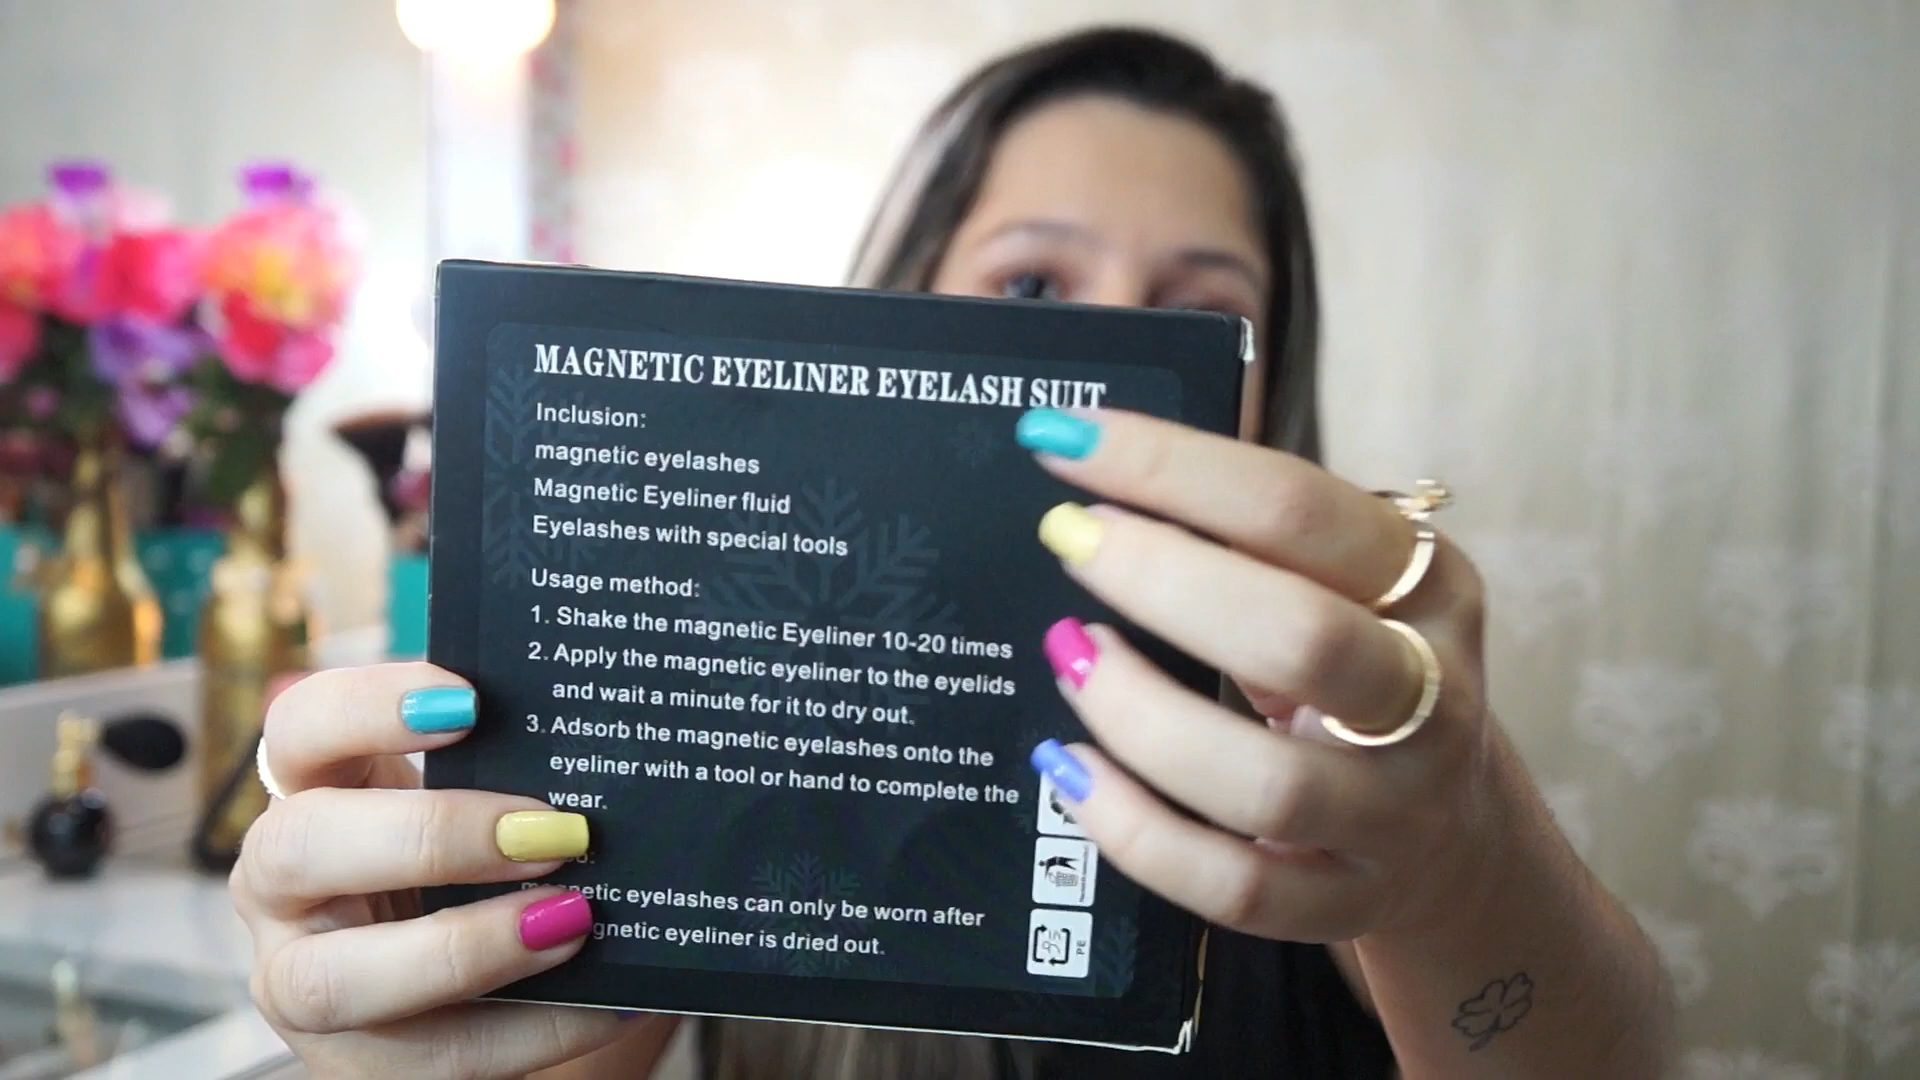 MAGNETIC EYELINER EYELASH SUIT
Inclusion:
magnetic eyelashes
Magnetic Eyeliner fluid
Eyelashes with special tools
Usage method:
1. Shake the magnetic Eyeliner 10-20 times
2. Apply the magnetic eyeliner to the eyelids
and wait a minute for it to dry out.
3. Adsorb the magnetic eyelashes onto the
eyeliner with a tool or hand to complete the
wear.
magnetic eyelashes can only be worn after
magnetic eyeliner is dried out.
PE